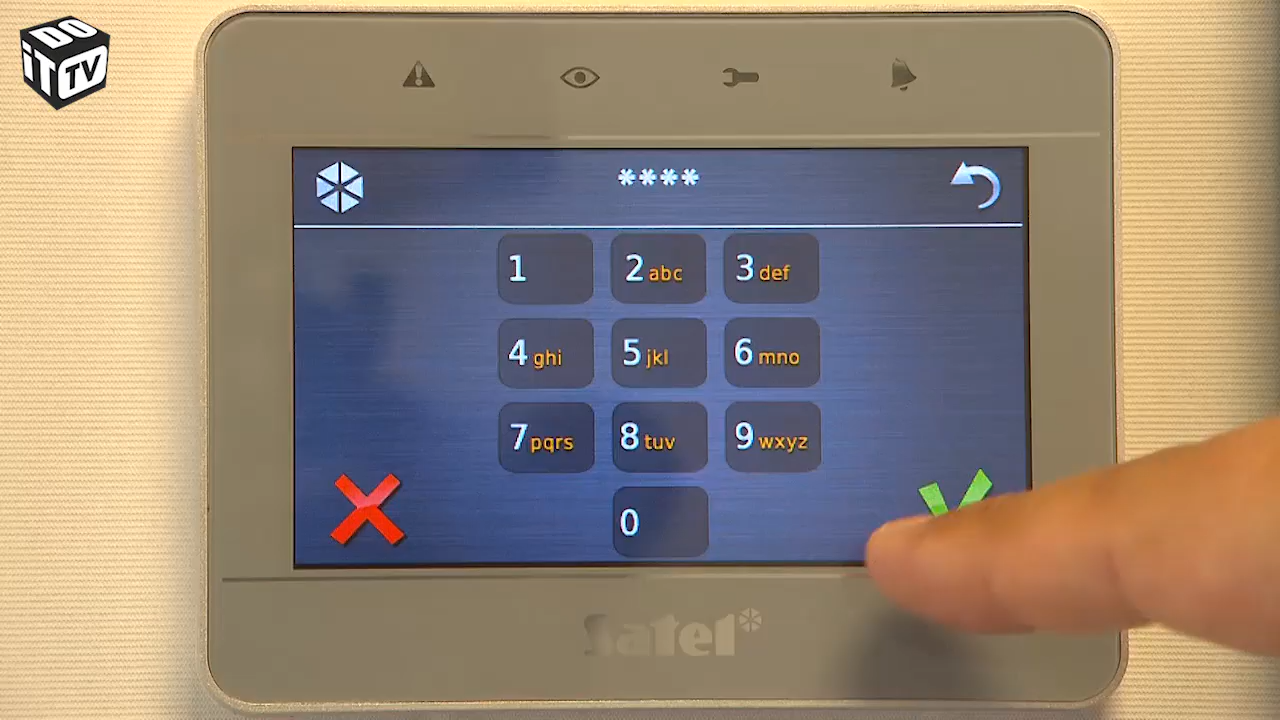 DO
iT
TV
****
1
2 abc
3 def
4 ghi
5 jkl
6 mno
7 pqrs
8 tuv
9 wxyz
0
Satel